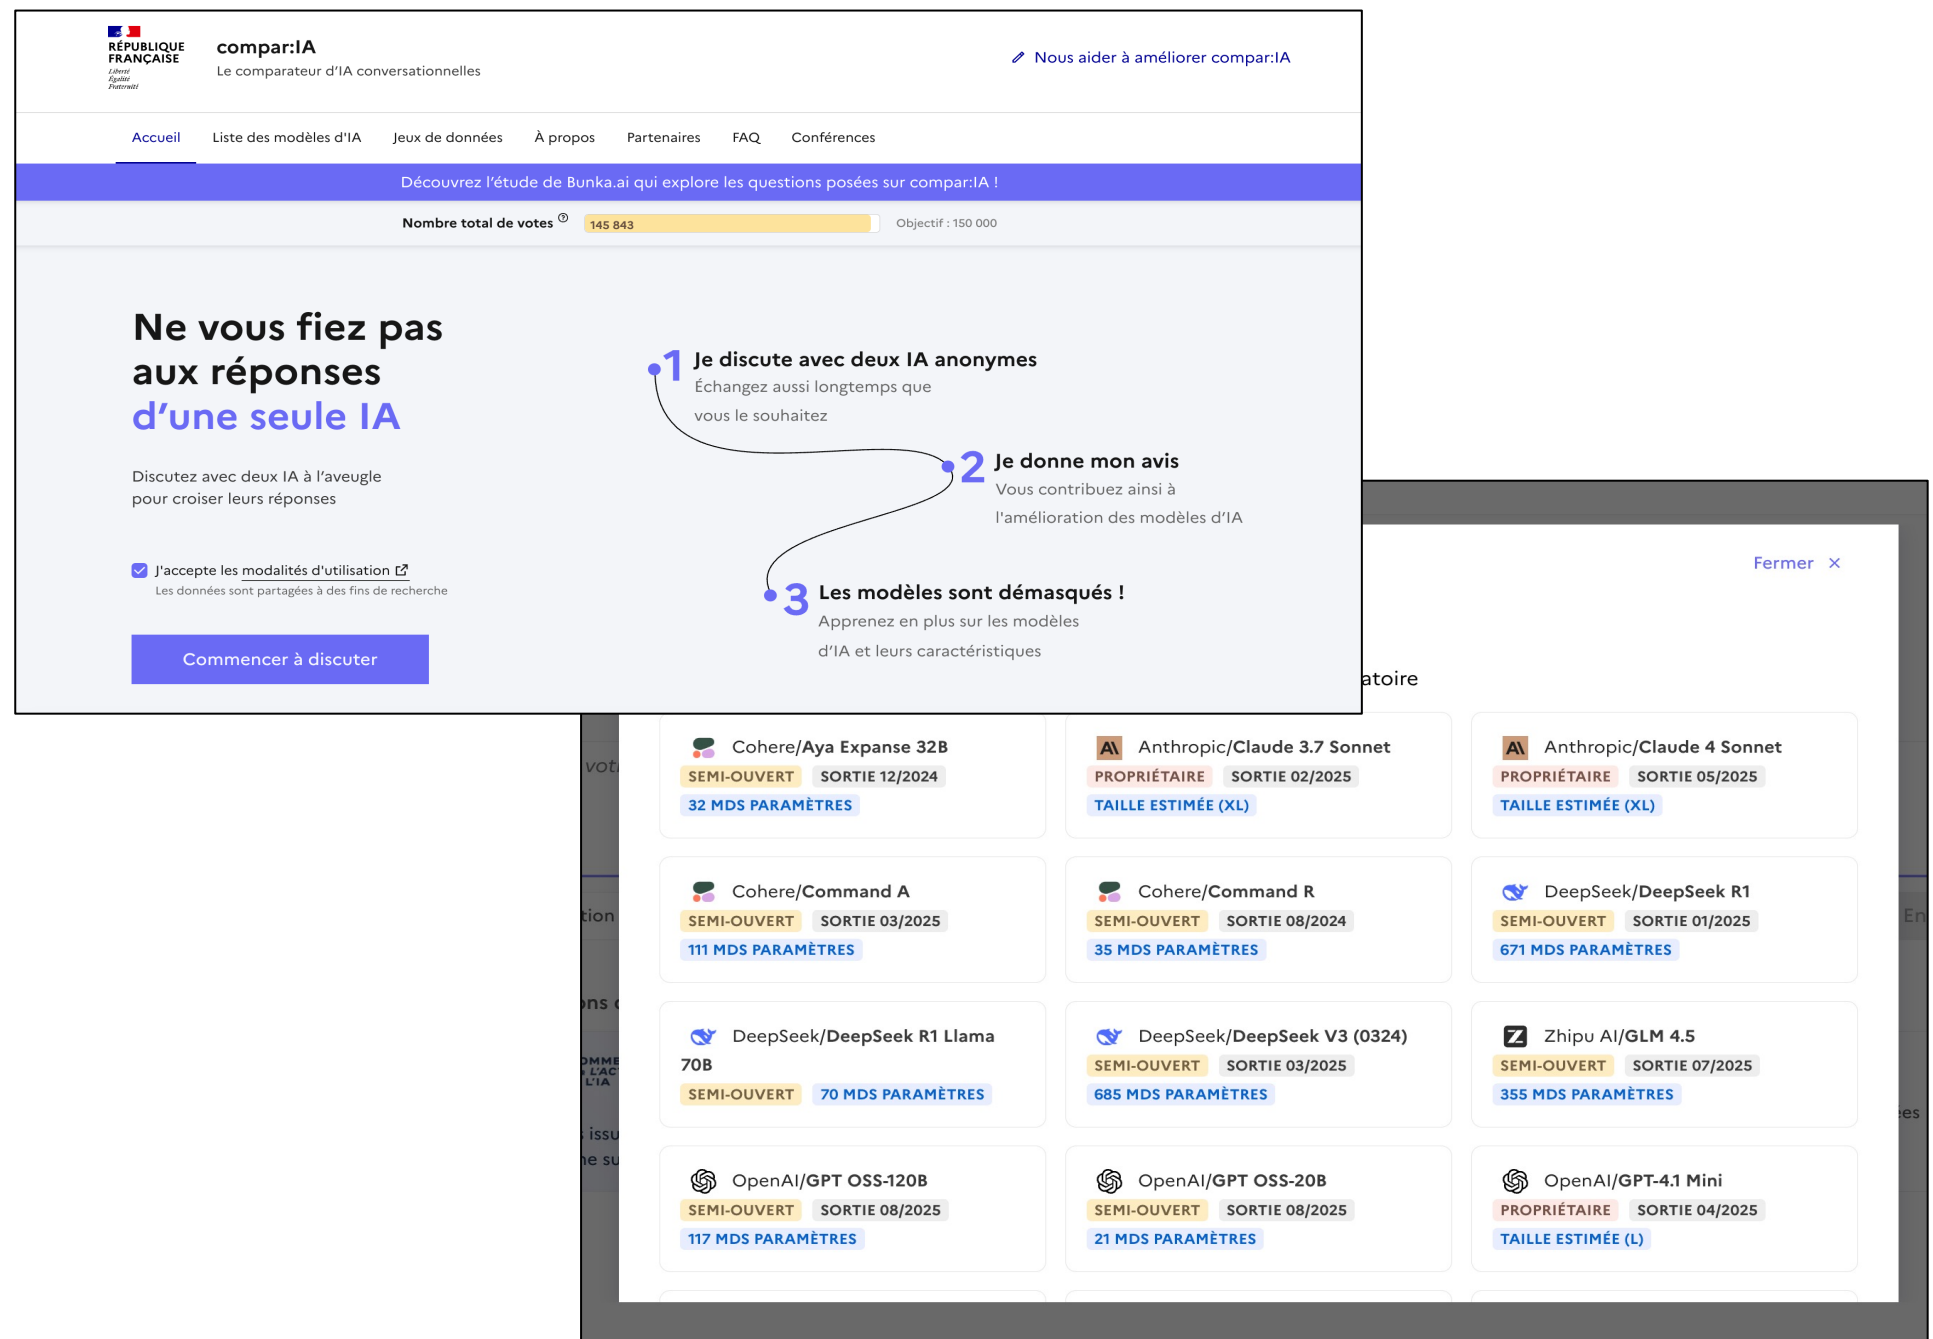 RÉPUBLIQUE
FRANÇAISE
Liberté
Égalité
Fraternité
compar:IA
Le comparateur d’IA conversationnelles
Nous aider à améliorer compar:IA
Accueil Liste des modèles d'IA Jeux de données À propos Partenaires FAQ Conférences
Découvrez l’étude de Bunka.ai qui explore les questions posées sur compar:IA !
Nombre total de votes ? 145 843 Objectif : 150 000
Ne vous fiez pas
aux réponses
d’une seule IA
Discutez avec deux IA à l’aveugle
pour croiser leurs réponses
J'accepte les modalités d'utilisation
Les données sont partagées à des fins de recherche
Commencer à discuter
1 Je discute avec deux IA anonymes
Échangez aussi longtemps que
vous le souhaitez
2 Je donne mon avis
Vous contribuez ainsi à
l'amélioration des modèles d’IA
3 Les modèles sont démasqués !
Apprenez en plus sur les modèles
d’IA et leurs caractéristiques
Fermer ×
atoire
Cohere/Aya Expanse 32B
SEMI-OUVERT SORTIE 12/2024
32 MDS PARAMÈTRES
Anthropic/Claude 3.7 Sonnet
PROPRIÉTAIRE SORTIE 02/2025
TAILLE ESTIMÉE (XL)
Anthropic/Claude 4 Sonnet
PROPRIÉTAIRE SORTIE 05/2025
TAILLE ESTIMÉE (XL)
Cohere/Command A
SEMI-OUVERT SORTIE 03/2025
111 MDS PARAMÈTRES
Cohere/Command R
SEMI-OUVERT SORTIE 08/2024
35 MDS PARAMÈTRES
DeepSeek/DeepSeek R1
SEMI-OUVERT SORTIE 01/2025
671 MDS PARAMÈTRES
DeepSeek/DeepSeek R1 Llama
70B
SEMI-OUVERT 70 MDS PARAMÈTRES
DeepSeek/DeepSeek V3 (0324)
SEMI-OUVERT SORTIE 03/2025
685 MDS PARAMÈTRES
Zhipu AI/GLM 4.5
SEMI-OUVERT SORTIE 07/2025
355 MDS PARAMÈTRES
OpenAI/GPT OSS-120B
SEMI-OUVERT SORTIE 08/2025
117 MDS PARAMÈTRES
OpenAI/GPT OSS-20B
SEMI-OUVERT SORTIE 08/2025
21 MDS PARAMÈTRES
OpenAI/GPT-4.1 Mini
PROPRIÉTAIRE SORTIE 04/2025
TAILLE ESTIMÉE (L)